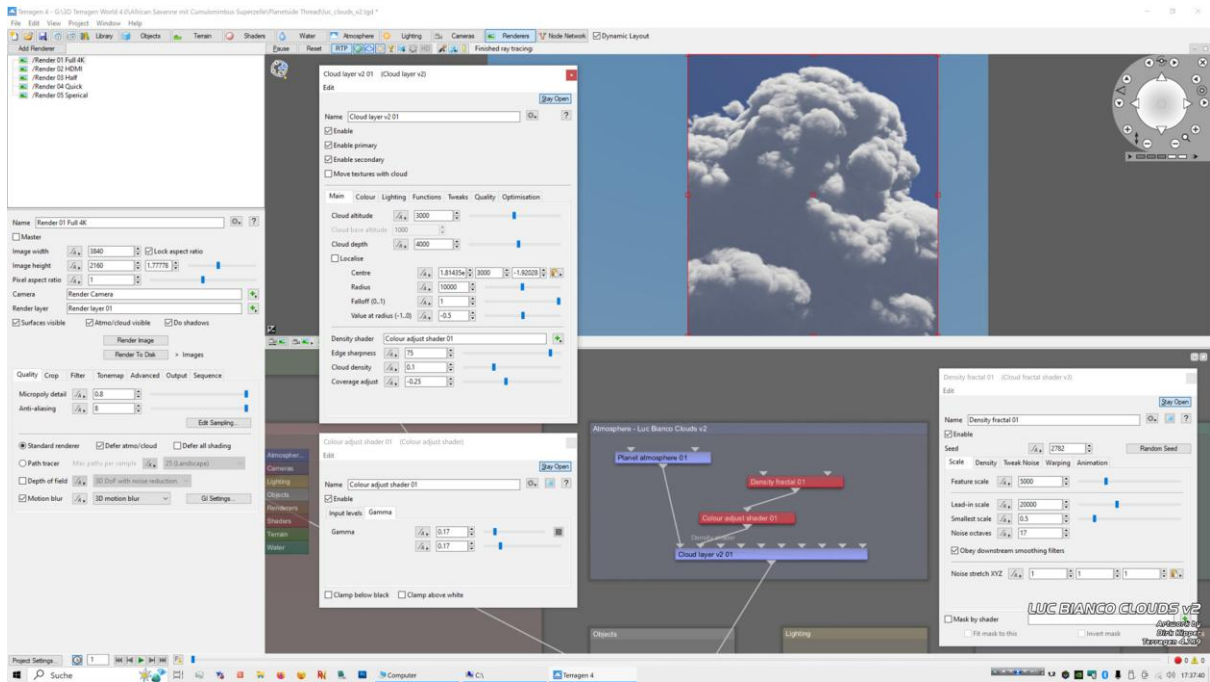 Terragen 4 - G:\3D Terragen World 4.0\African Savanne mit Cumulonimbus Superzelle\Planetside Thread\luc_clouds_v2.tgd *
File Edit View Project Window Help
Library Objects Terrain Shaders Water Atmosphere Lighting Cameras Renderers Node Network Dynamic Layout
Add Renderer
Pause Reset RTP Finished ray tracing:
/Render 01 Full 4K
/Render 02 HDMI
/Render 03 Half
/Render 04 Quick
/Render 05 Sperical
Name Render 01 Full 4K ?
Master
Image width 3840 Lock aspect ratio
Image height 2160 1.77778
Pixel aspect ratio 1
Camera Render Camera
Render layer Render layer 01
Surfaces visible Atmo/cloud visible Do shadows
Render Image
Render To Disk > Images
Quality Crop Filter Tonemap Advanced Output Sequence
Micropoly detail 0.8
Anti-aliasing 8
Edit Sampling...
Standard renderer Defer atmo/cloud Defer all shading
Path tracer Max paths per sample 25 (Landscape)
Depth of field 3D DoF with noise reduction
Motion blur 3D motion blur GI Settings...
Cloud layer v2 01 (Cloud layer v2)
Edit
Stay Open
Name Cloud layer v2 01 ?
Enable
Enable primary
Enable secondary
Move textures with cloud
Main Colour Lighting Functions Tweaks Quality Optimisation
Cloud altitude 3000
Cloud base altitude 1000
Cloud depth 4000
Localise
Centre 1.81435e 3000 -1.92028
Radius 10000
Falloff (0..1) 1
Value at radius (-1..0) -0.5
Density shader Colour adjust shader 01
Edge sharpness 75
Cloud density 0.1
Coverage adjust -0.25
Colour adjust shader 01 (Colour adjust shader)
Edit
Stay Open
Name Colour adjust shader 01 ?
Enable
Input levels Gamma
Gamma 0.17
0.17
Clamp below black Clamp above white
Atmospher...
Cameras
Lighting
Objects
Renderers
Shaders
Terrain
Water
Atmosphere - Luc Bianco Clouds v2
Planet atmosphere 01
Density fractal 01
Colour adjust shader 01
Density shader
Cloud layer v2 01
Objects
Lighting
Density fractal 01 (Cloud fractal shader v3)
Edit
Stay Open
Name Density fractal 01 ?
Enable
Seed 2782 Random Seed
Scale Density Tweak Noise Warping Animation
Feature scale 5000
Lead-in scale 20000
Smallest scale 0.5
Noise octaves 17
Obey downstream smoothing filters
Noise stretch XYZ 1 1 1
Mask by shader
Fit mask to this Invert mask
LUC BIANCO CLOUDS v2
Artwork by
Dirk Kipper
Project Settings... 1
0 0
Suche Computer C:\ Terragen 4 17:37:40